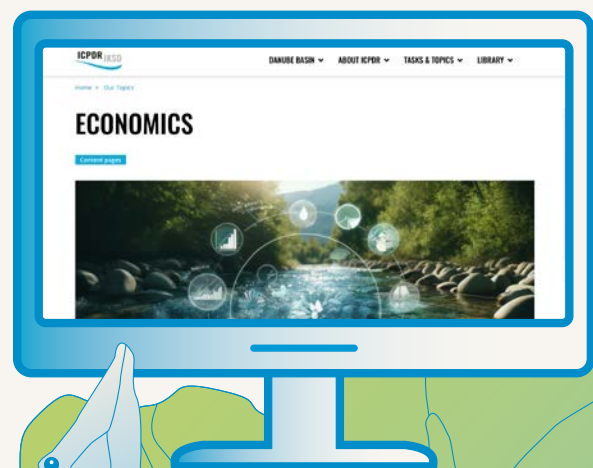 ICPDR IKSD
DANUBE BASIN ABOUT ICPDR TASKS & TOPICS LIBRARY
Home Our Topics
ECONOMICS
Content pages